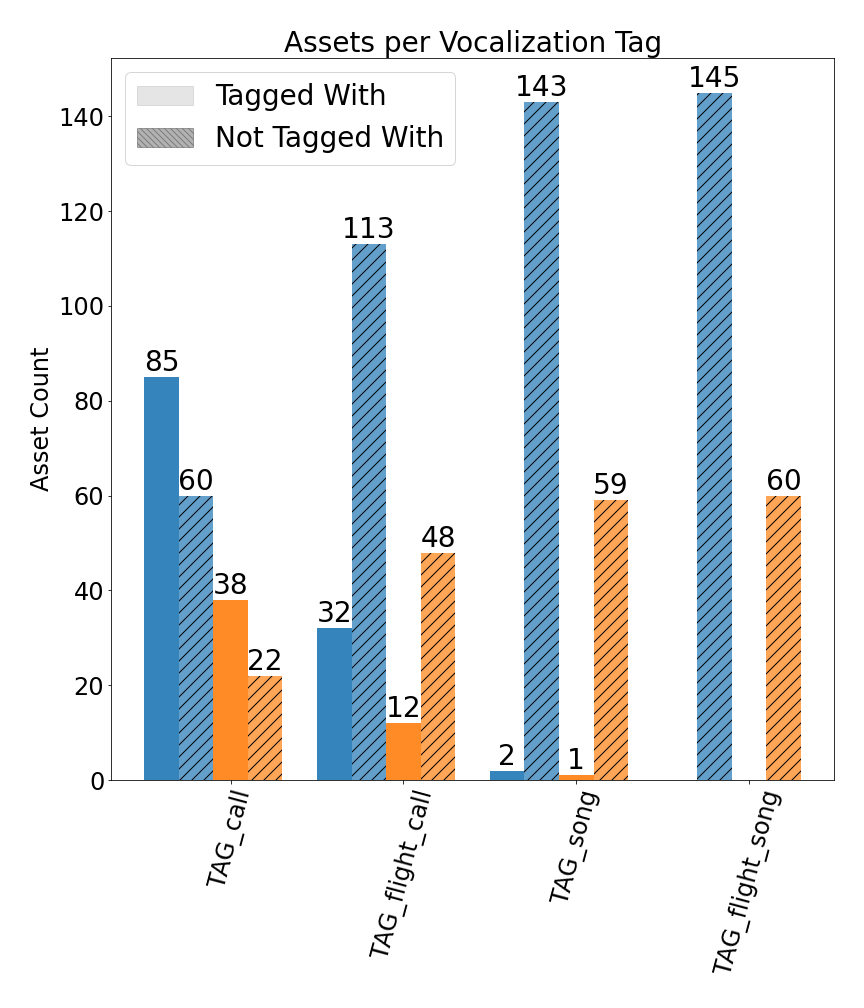 Assets per Vocalization Tag
Tagged With
Not Tagged With
Asset Count
140
120
100
80
60
40
20
0
85
60
38
22
32
113
12
48
2
143
1
59
145
60
TAG_call
TAG_flight_call
TAG_song
TAG_flight_song